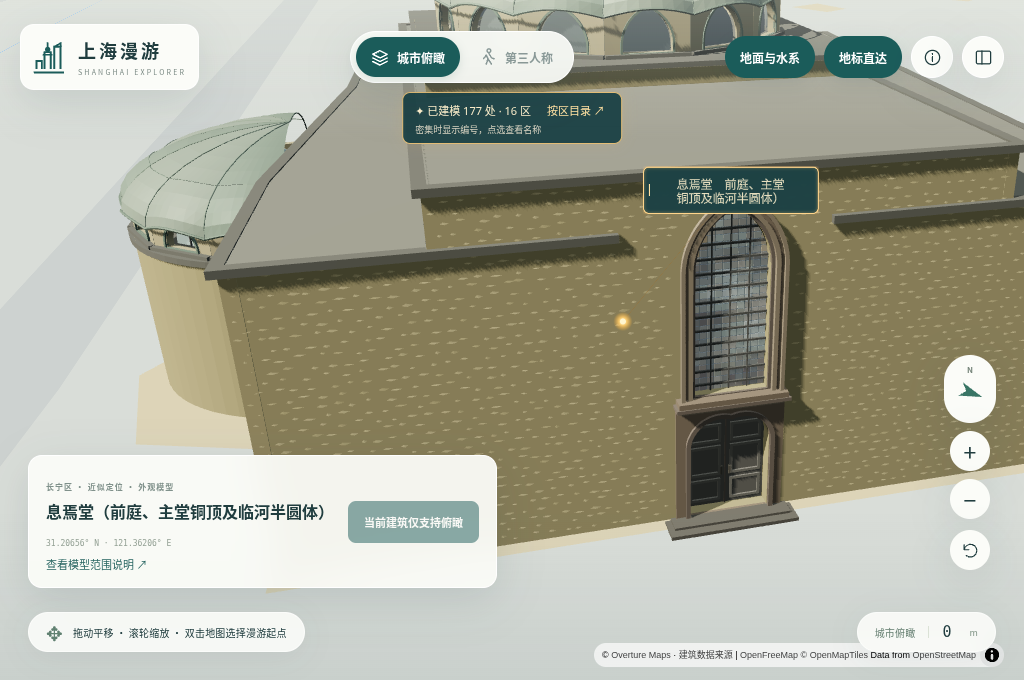 上海漫游
SHANGHAI EXPLORER
城市俯瞰
第三人称
地面与水系
地标直达
✦ 已建模 177 处 · 16 区 按区目录 ↗
密集时显示编号，点选查看名称
息焉堂 前庭、主堂
铜顶及临河半圆体）
N
+
−
长宁区 · 近似定位 · 外观模型
息焉堂（前庭、主堂铜顶及临河半圆体）
当前建筑仅支持俯瞰
31.20656° N · 121.36206° E
查看模型范围说明 ↗
拖动平移 · 滚轮缩放 · 双击地图选择漫游起点
城市俯瞰 0 m
© Overture Maps · 建筑数据来源 | OpenFreeMap © OpenMapTiles Data from OpenStreetMap